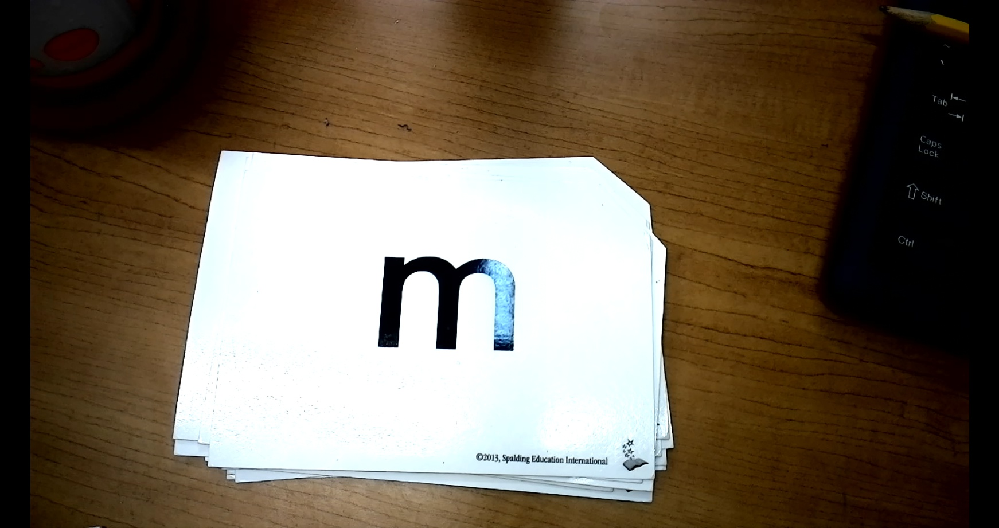 m
©2013, Spalding Education International
~
`
Tab
Caps
Lock
Shift
Ctrl